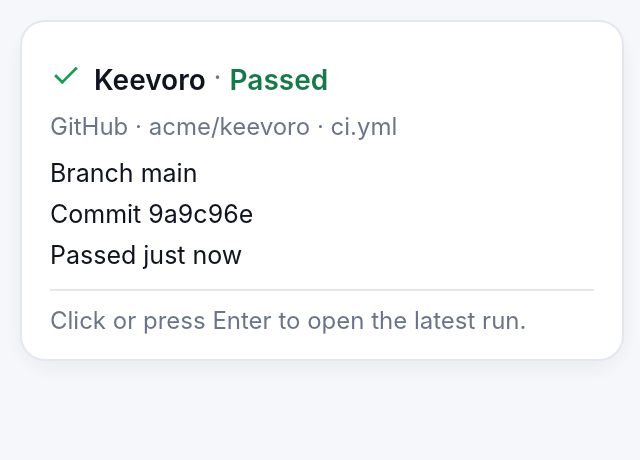 Keevoro · Passed
GitHub · acme/keevoro · ci.yml
Branch main
Commit 9a9c96e
Passed just now
Click or press Enter to open the latest run.